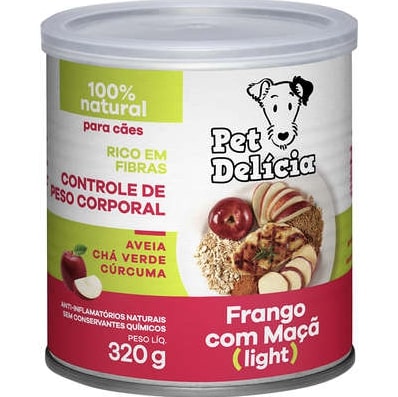 100%
natural
para cães
RICO EM
FIBRAS
CONTROLE DE
PESO CORPORAL
AVEIA
CHÁ VERDE
CÚRCUMA
ANTI-INFLAMATÓRIOS NATURAIS
SEM CONSERVANTES QUÍMICOS
PESO LÍQ.
320 g
Pet
Delícia
Frango
com Maçã
(light)